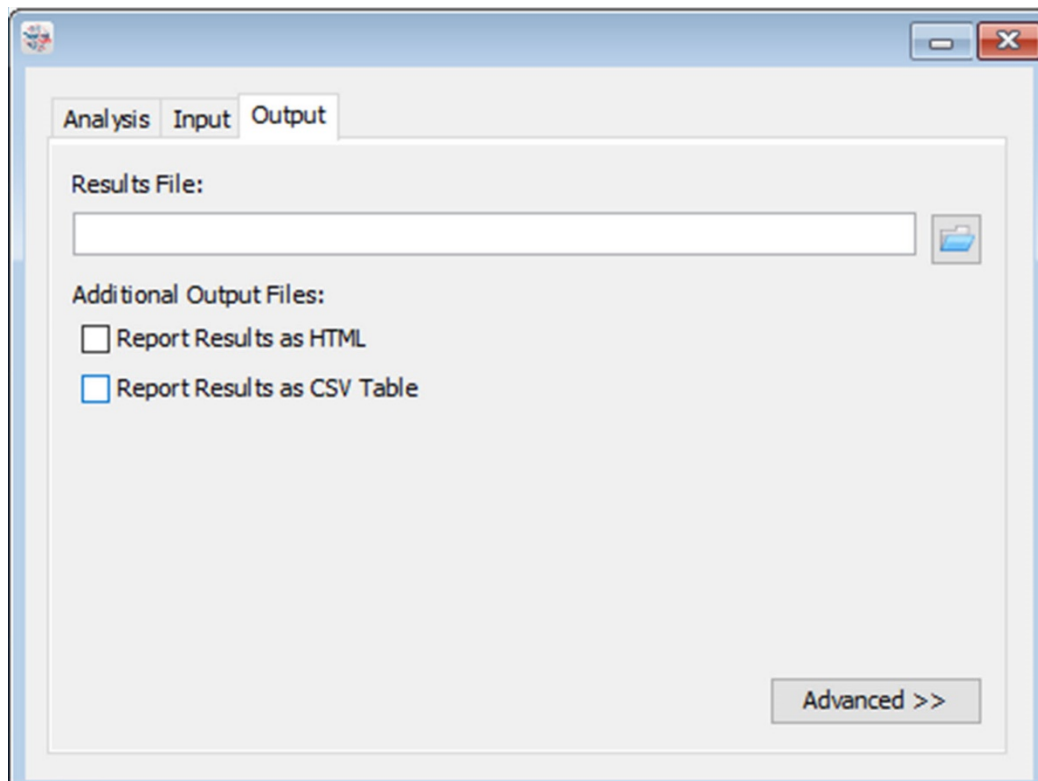 Analysis Input Output
Results File:
Additional Output Files:
Report Results as HTML
Report Results as CSV Table
Advanced >>